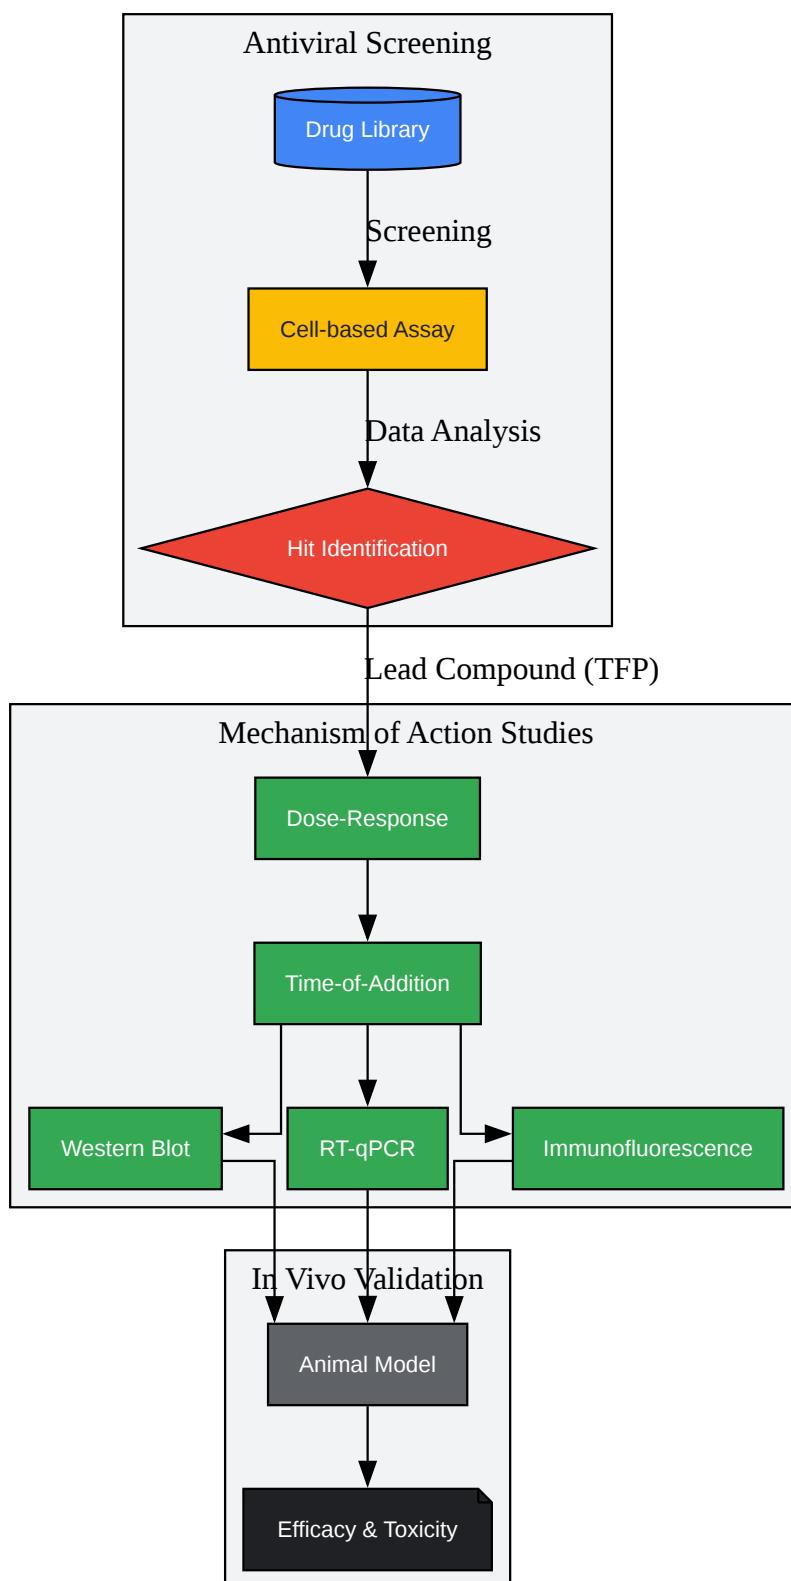 Antiviral Screening
Drug Library
Screening
Cell-based Assay
Data Analysis
Hit Identification
Lead Compound (TFP)
Mechanism of Action Studies
Dose-Response
Time-of-Addition
Western Blot
RT-qPCR
Immunofluorescence
In Vivo Validation
Animal Model
Efficacy & Toxicity